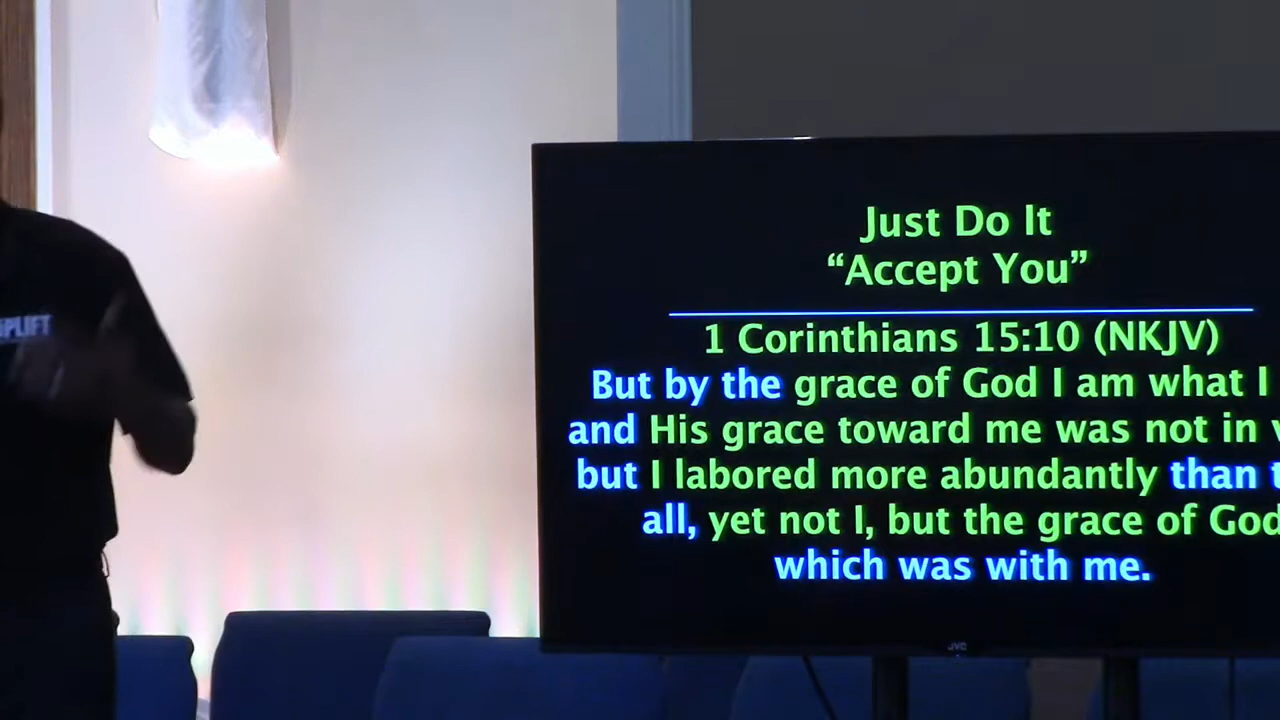 UPLIFT
Just Do It
“Accept You”
1 Corinthians 15:10 (NKJV)
But by the grace of God I am what I
and His grace toward me was not in
but I labored more abundantly than
all, yet not I, but the grace of God
which was with me.
JVC